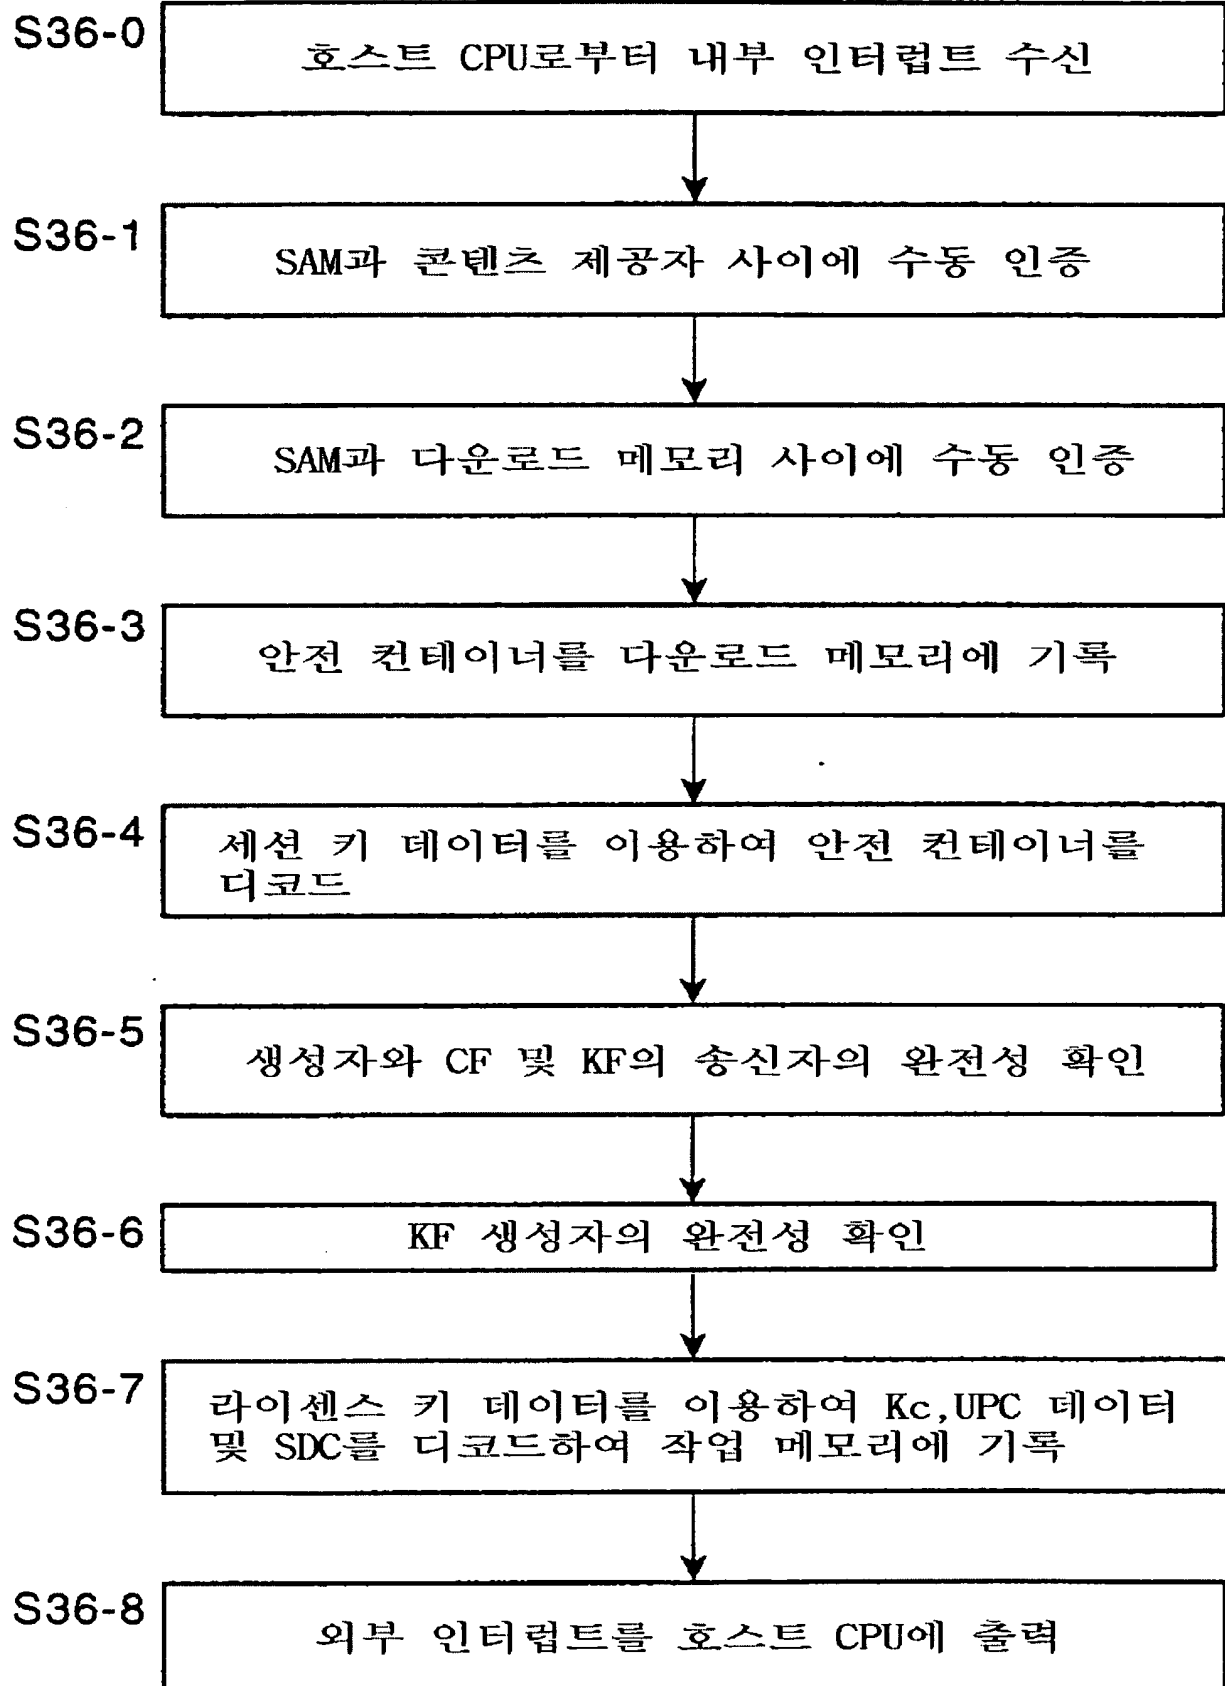 S36-0
호스트 CPU로부터 내부 인터럽트 수신
S36-1
SAM과 콘텐츠 제공자 사이에 수동 인증
S36-2
SAM과 다운로드 메모리 사이에 수동 인증
S36-3
안전 컨테이너를 다운로드 메모리에 기록
S36-4
세션 키 데이터를 이용하여 안전 컨테이너를
디코드
S36-5
생성자와 CF 및 KF의 송신자의 완전성 확인
S36-6
KF 생성자의 완전성 확인
S36-7
라이센스 키 데이터를 이용하여 Kc,UPC 데이터
및 SDC를 디코드하여 작업 메모리에 기록
S36-8
외부 인터럽트를 호스트 CPU에 출력